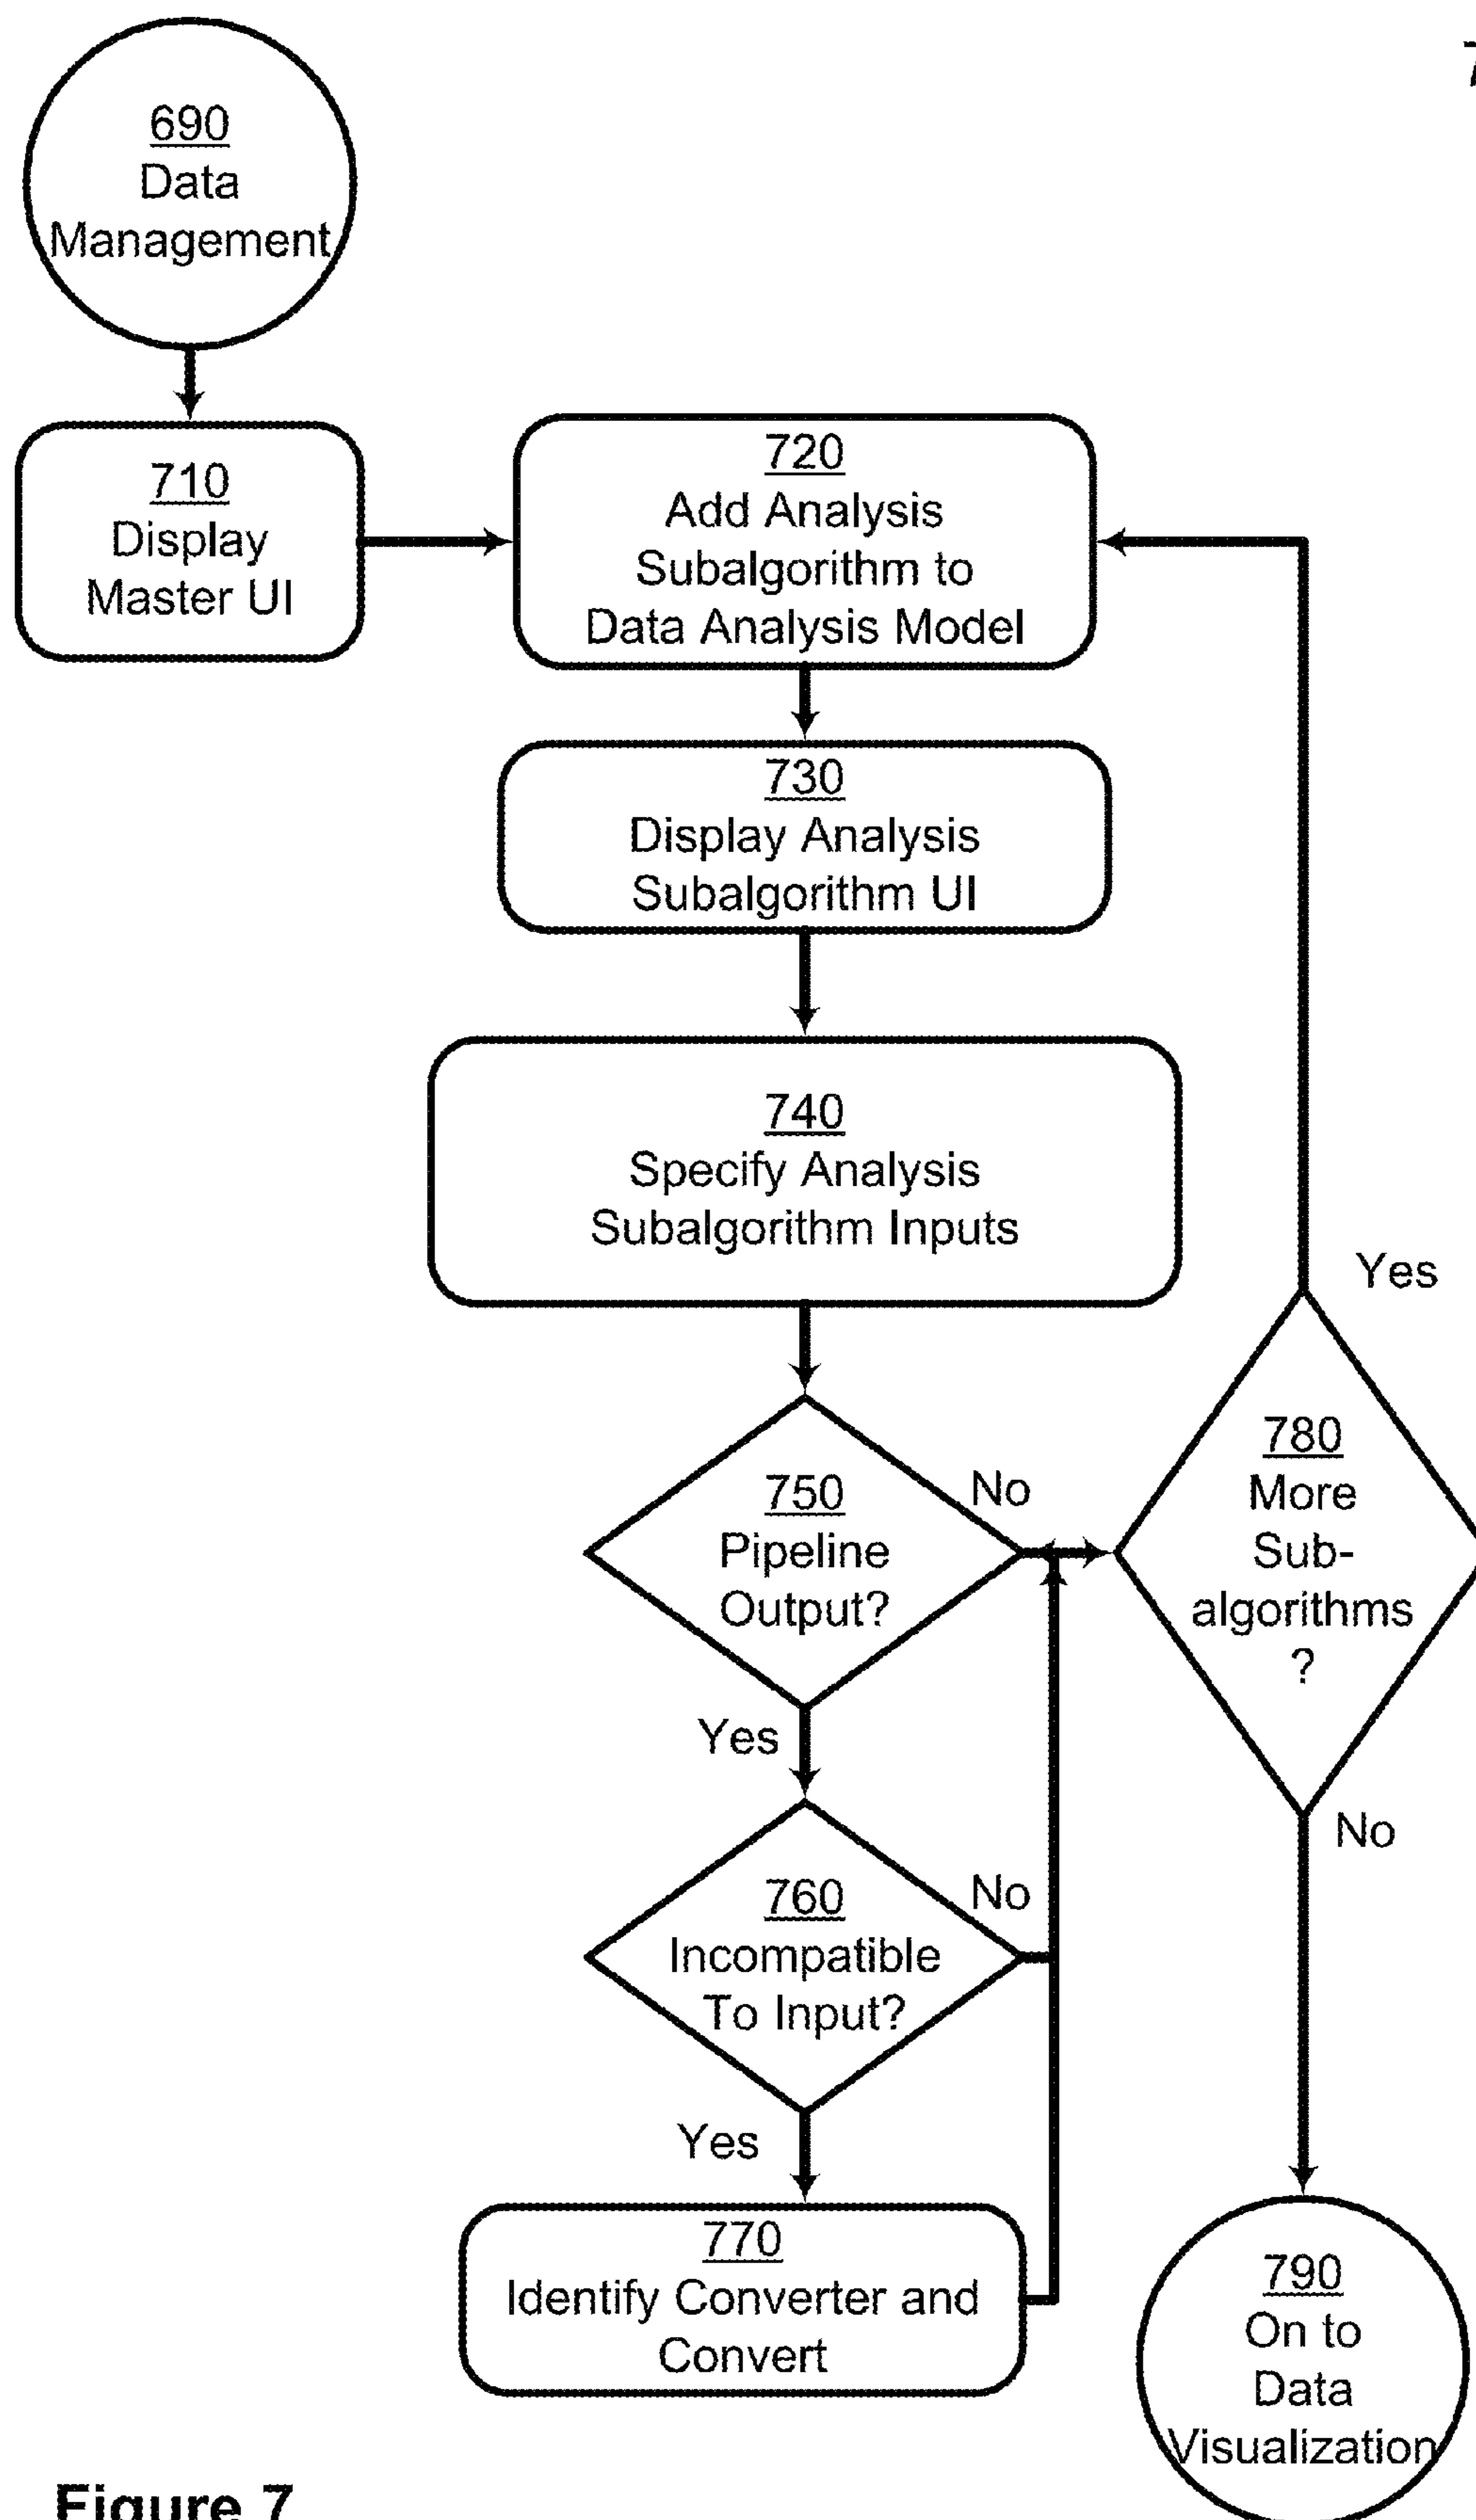 690
Data
Management
710
Display
Master UI
720
Add Analysis
Subalgorithm to
Data Analysis Model
730
Display Analysis
Subalgorithm UI
740
Specify Analysis
Subalgorithm Inputs
Yes
750
Pipeline
Output?
No
780
More
Sub-
algorithms
?
Yes
No
760
Incompatible
To Input?
No
Yes
770
Identify Converter and
Convert
790
On to
Data
Visualization
Figure 7